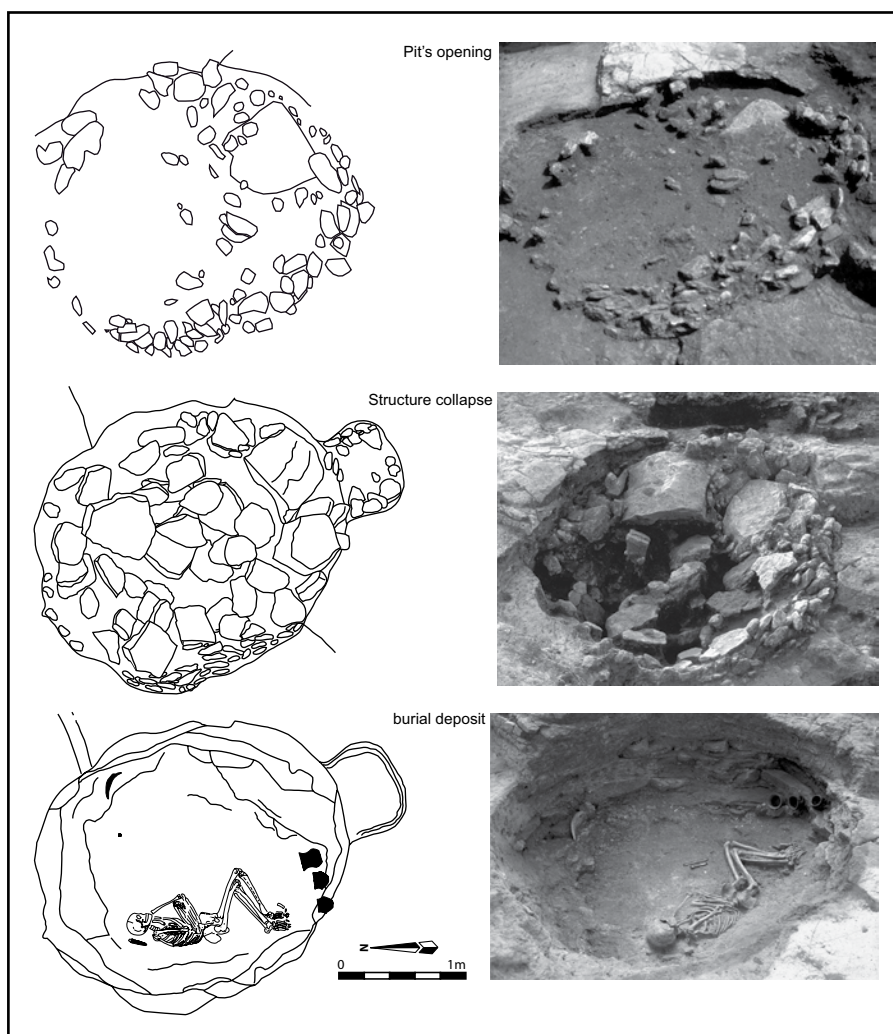 Pit's opening
Structure collapse
burial deposit
N
0 1m